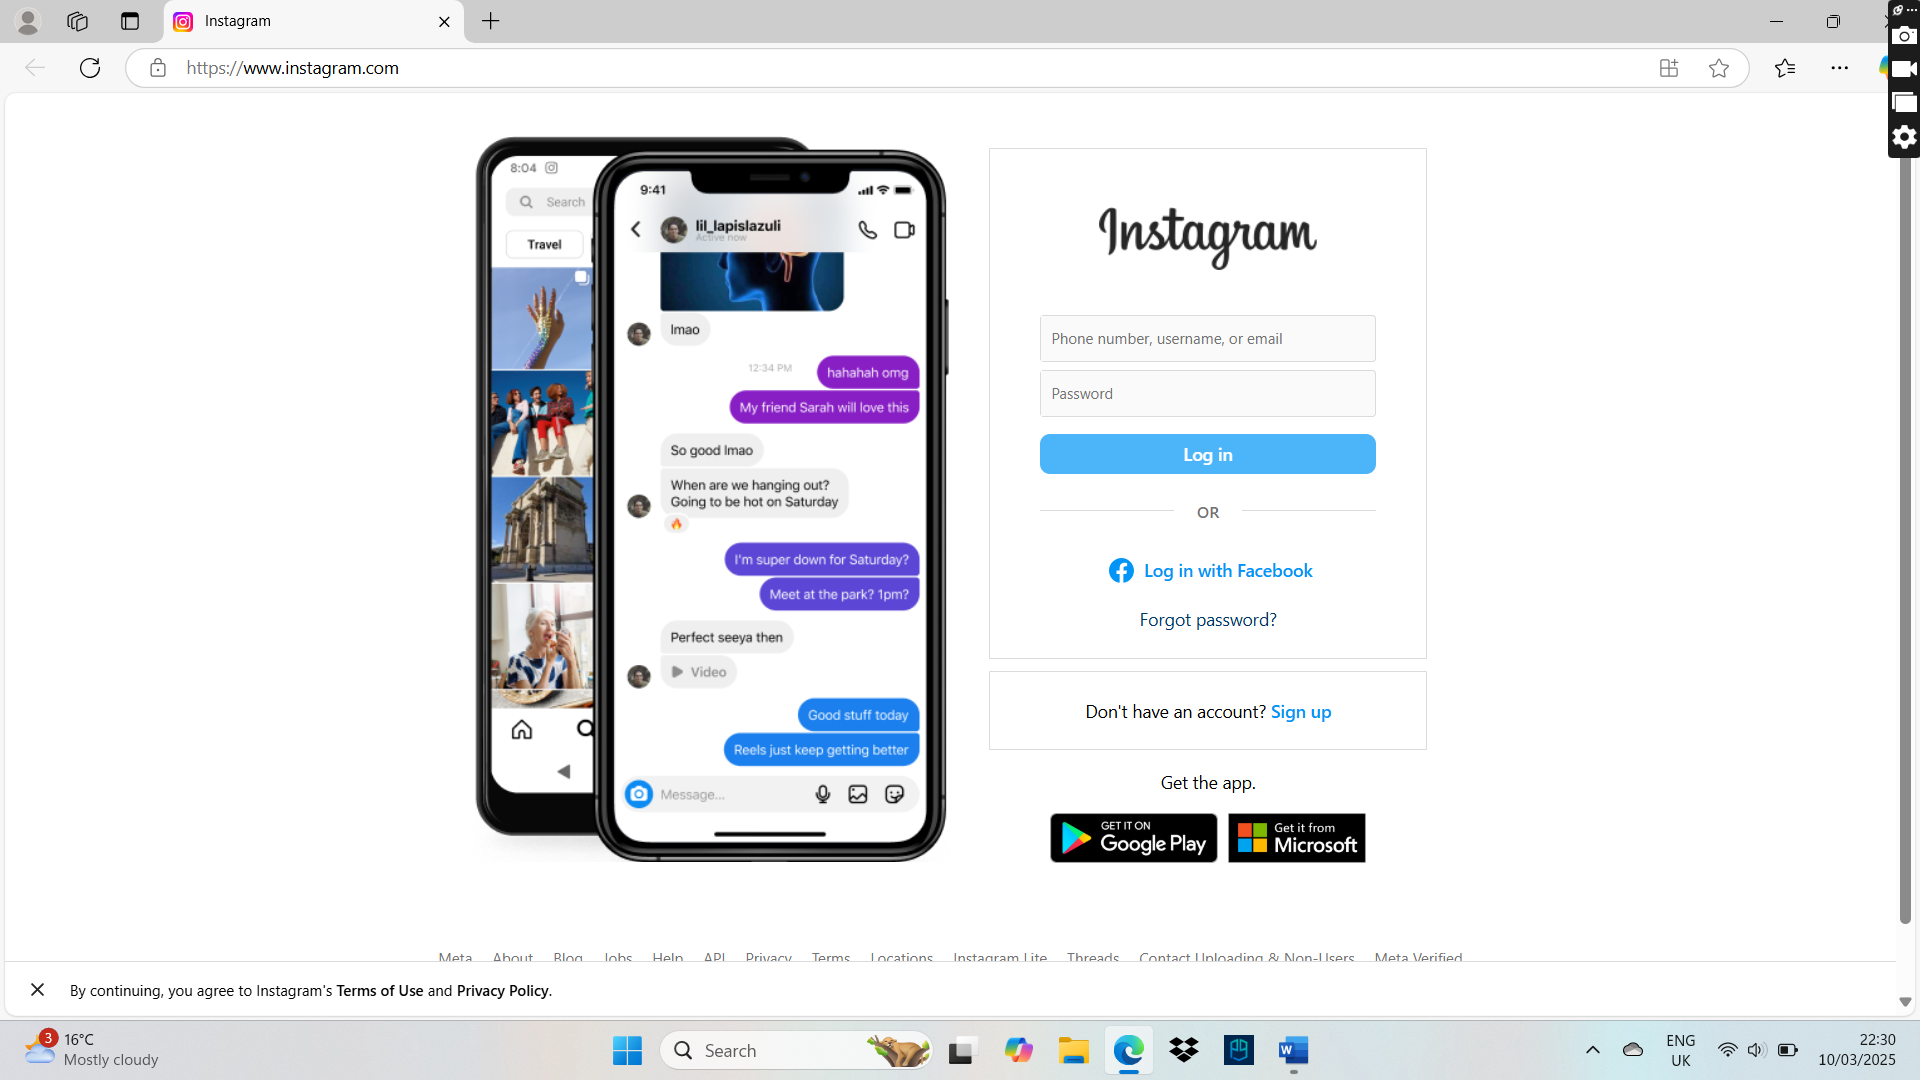 Instagram
https://www.instagram.com
8:04
Search
Travel
9:41
lil_lapislazuli
Active now
lmao
12:34 PM
hahahah omg
My friend Sarah will love this
So good lmao
When are we hanging out?
Going to be hot on Saturday
I'm super down for Saturday?
Meet at the park? 1pm?
Perfect seeya then
Video
Good stuff today
Reels just keep getting better
Message...
Instagram
Phone number, username, or email
Password
Log in
OR
Log in with Facebook
Forgot password?
Don't have an account? Sign up
Get the app.
GET IT ON
Google Play
Get it from
Microsoft
Meta About Blog Jobs Help API Privacy Terms Locations Instagram Lite Threads Contact Uploading & Non-Users Meta Verified
By continuing, you agree to Instagram's Terms of Use and Privacy Policy.
3
16°C
Mostly cloudy
Search
W
ENG
UK
22:30
10/03/2025